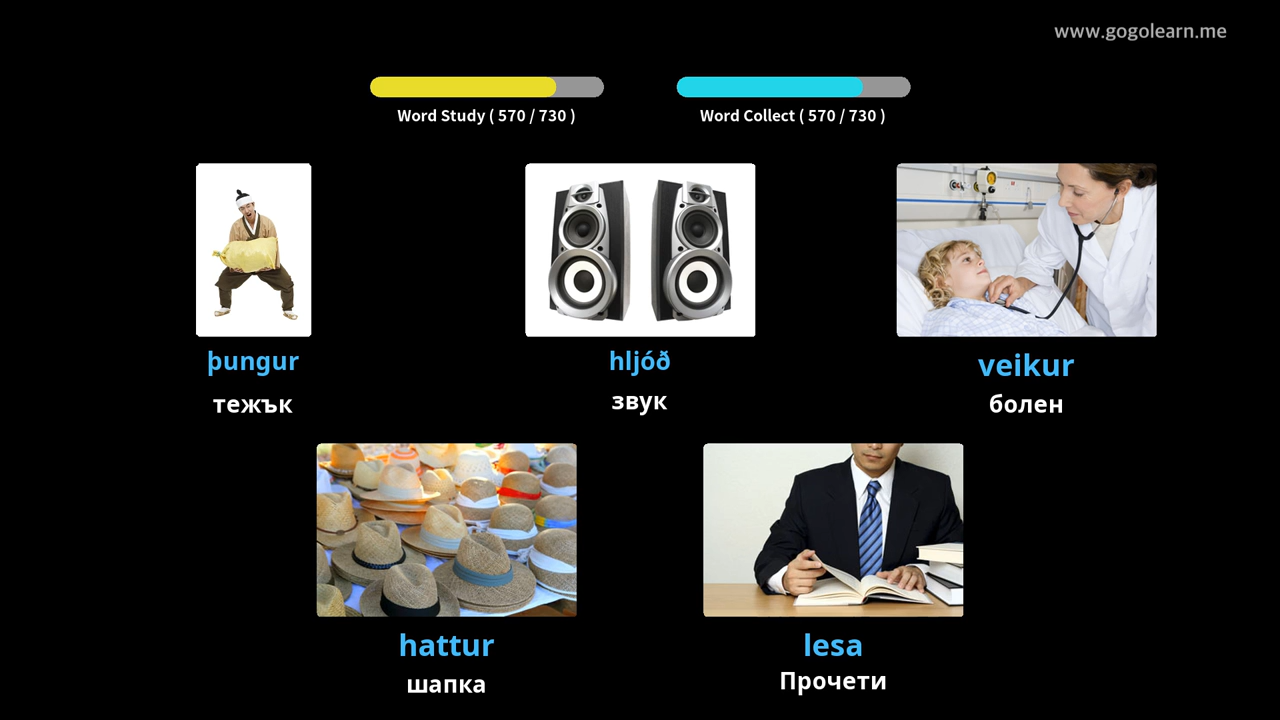 www.gogolearn.me
Word Study ( 570 / 730 )
Word Collect ( 570 / 730 )
þungur
тежък
hljóð
звук
veikur
болен
hattur
шапка
lesa
Прочети